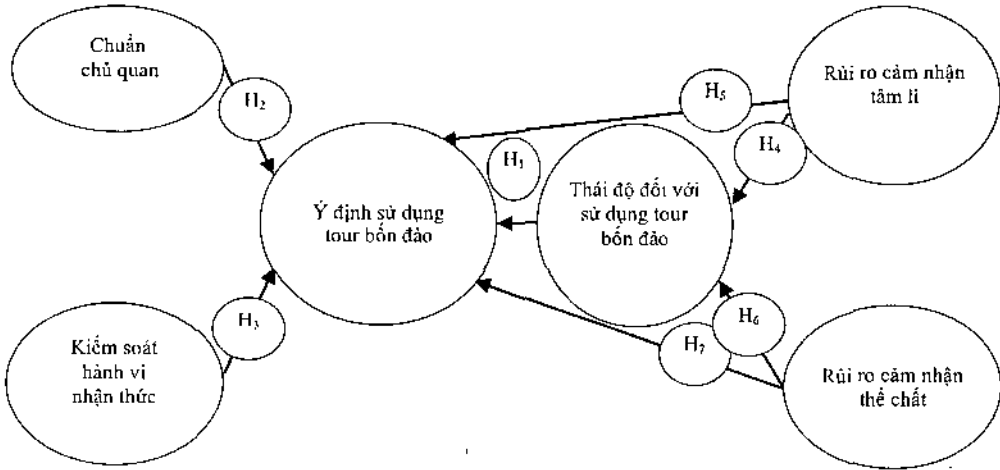 Chuẩn
chủ quan
H₂
Rủi ro cảm nhận
tâm lí
H₅
H₄
H₁
Ý định sử dụng
tour bốn đảo
Thái độ đối với
sử dụng tour
bốn đảo
H₃
Kiểm soát
hành vi
nhận thức
H₇
H₆
Rủi ro cảm nhận
thể chất